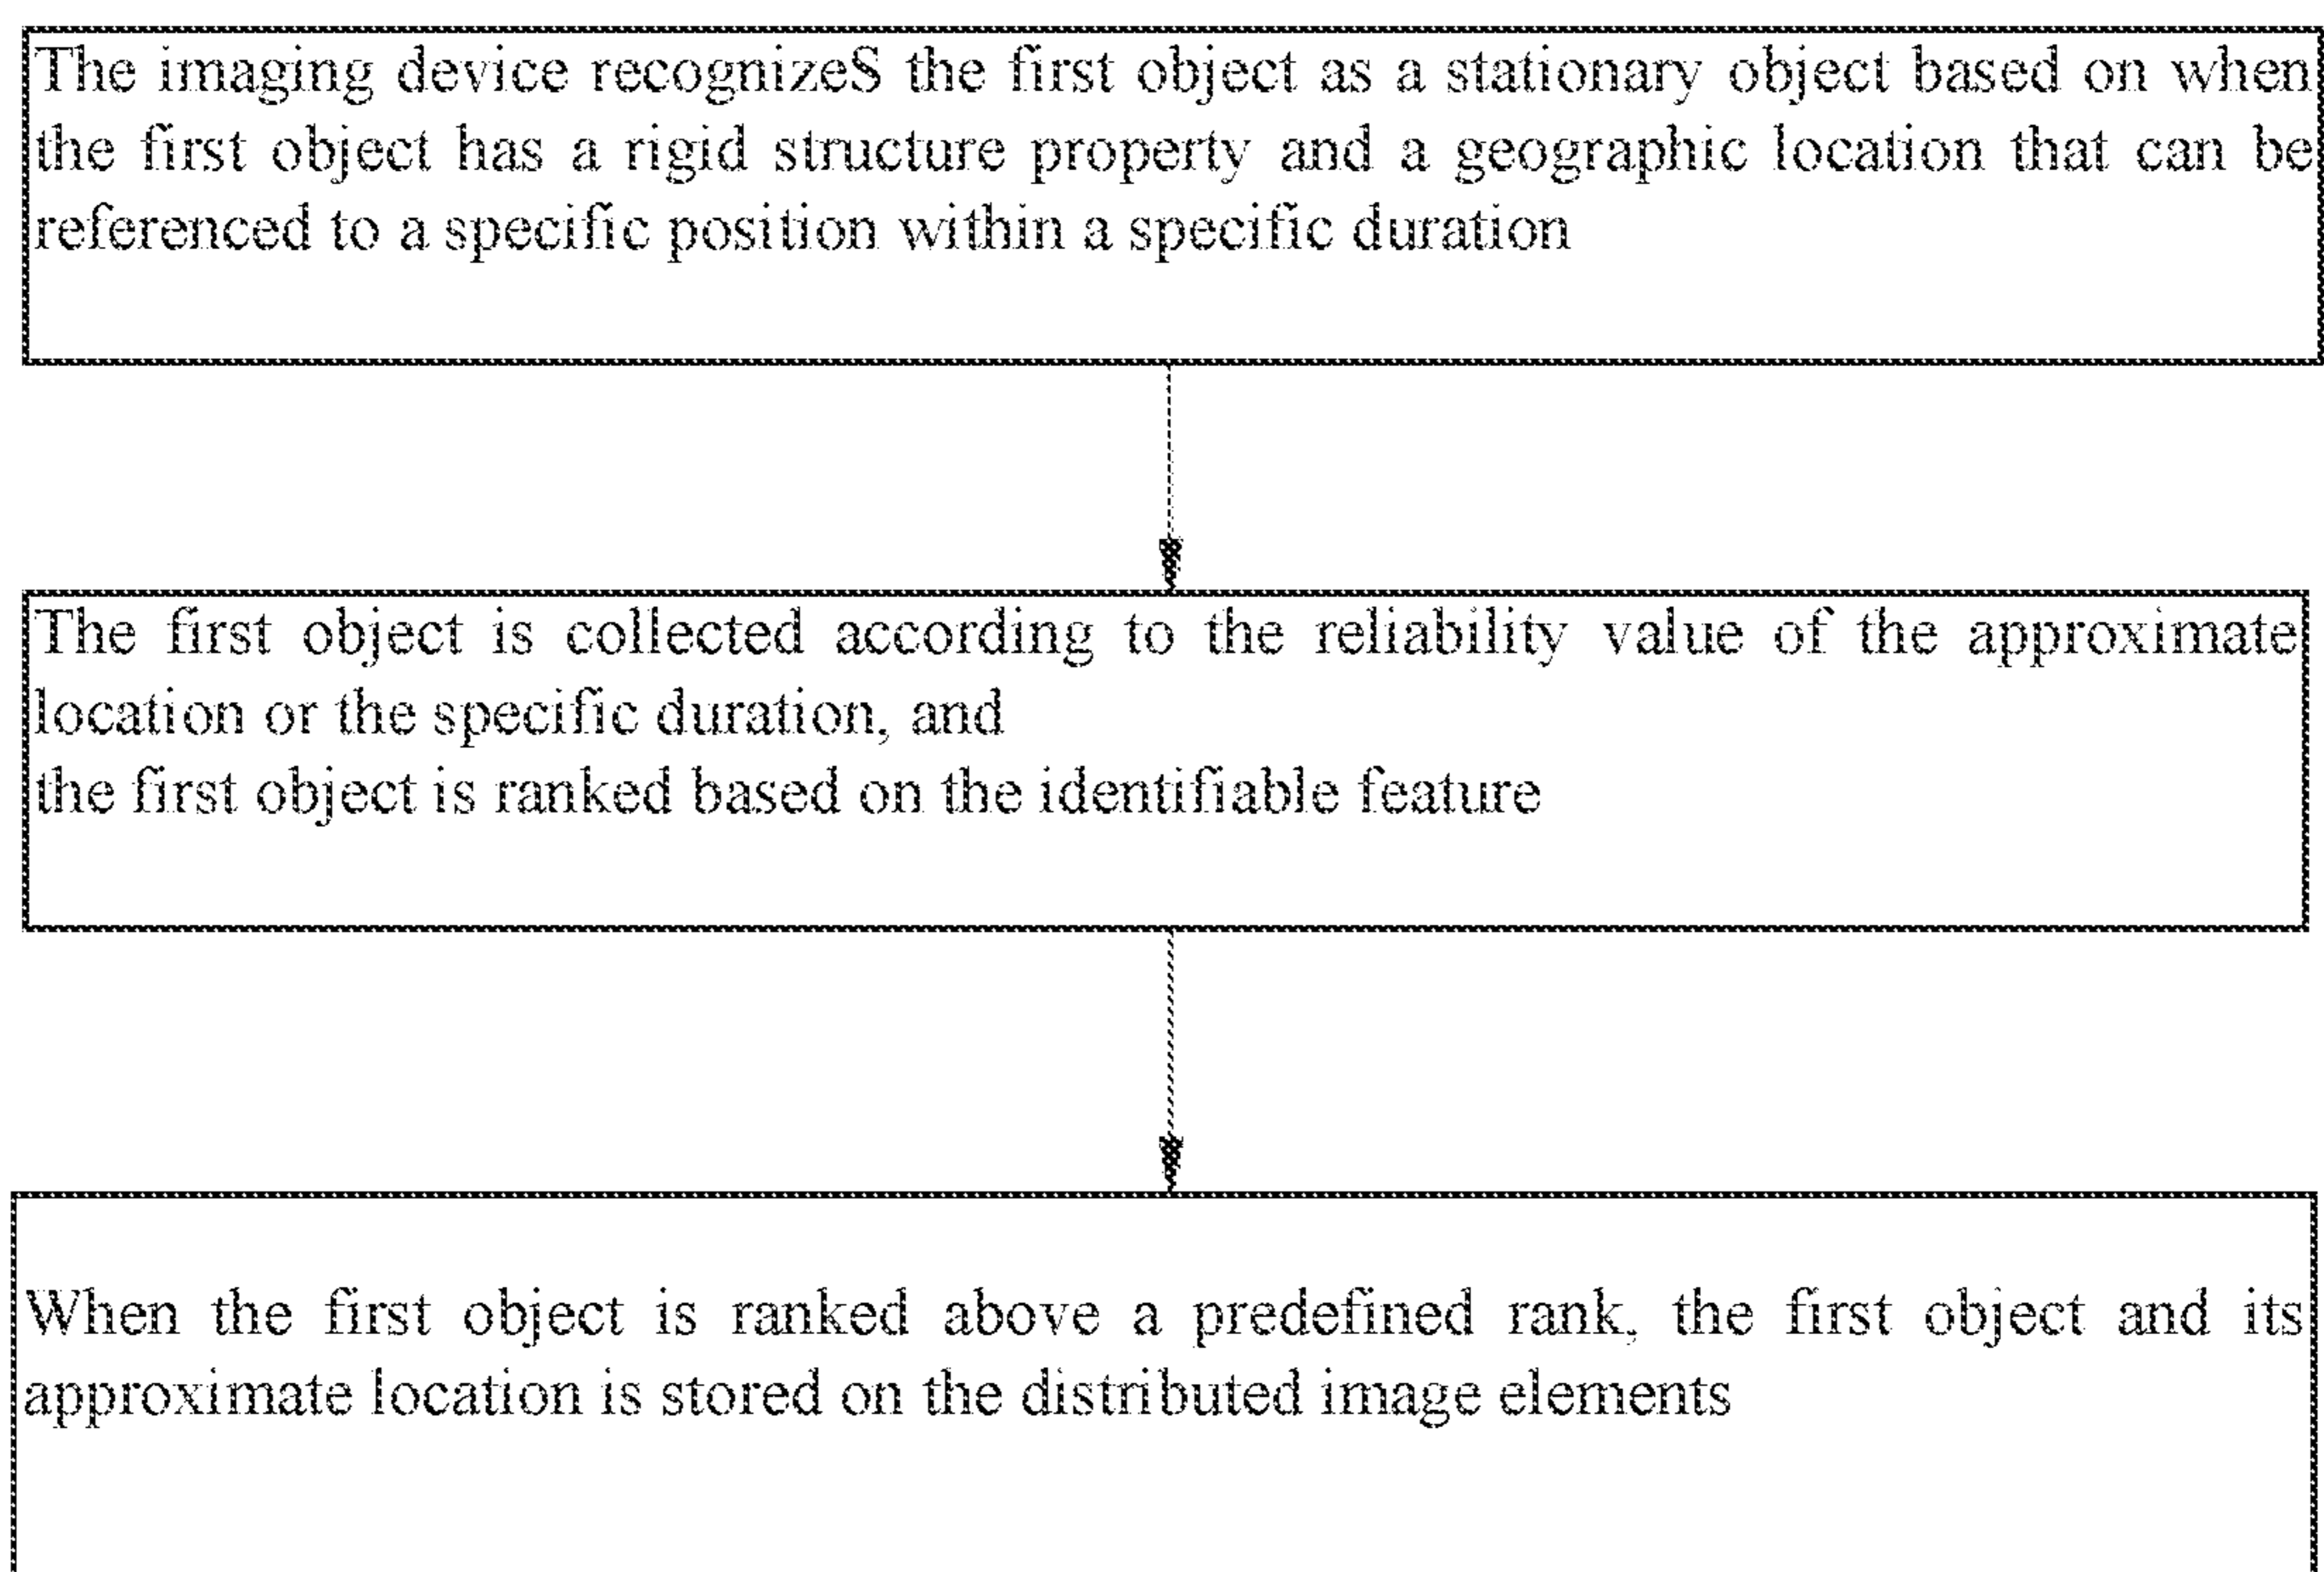 The imaging device recognizeS the first object as a stationary object based on when
the first object has a rigid structure property and a geographic location that can be
referenced to a specific position within a specific duration
The first object is collected according to the reliability value of the approximate
location or the specific duration, and
the first object is ranked based on the identifiable feature
When the first object is ranked above a predefined rank, the first object and its
approximate location is stored on the distributed image elements